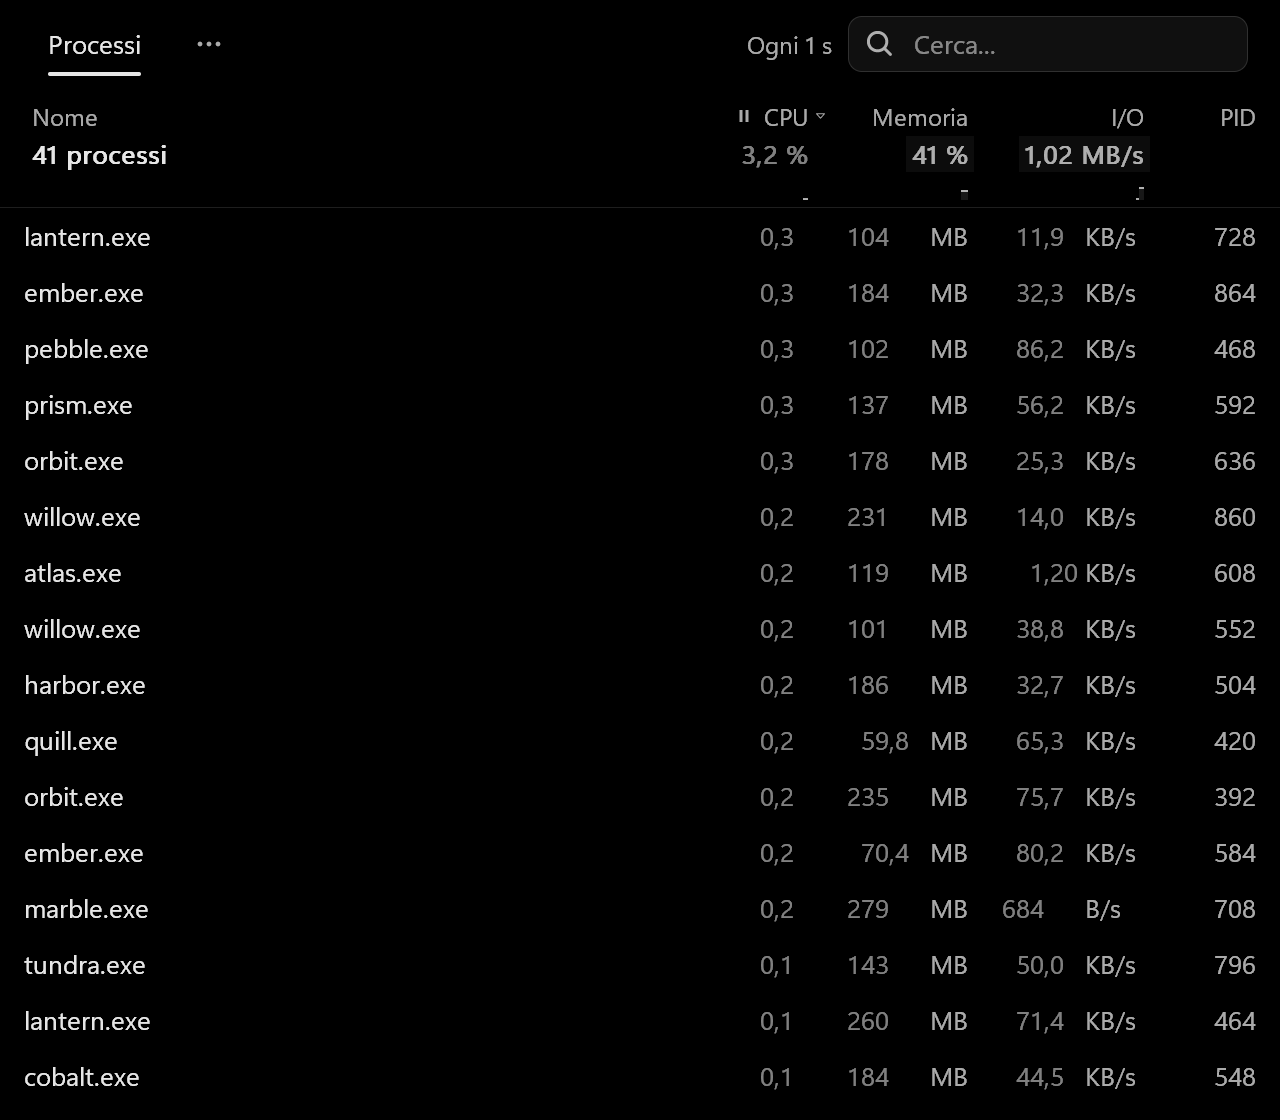 Processi ··· Ogni 1 s Cerca...
Nome CPU Memoria I/O PID
41 processi 3,2 % 41 % 1,02 MB/s
lantern.exe 0,3 104 MB 11,9 KB/s 728
ember.exe 0,3 184 MB 32,3 KB/s 864
pebble.exe 0,3 102 MB 86,2 KB/s 468
prism.exe 0,3 137 MB 56,2 KB/s 592
orbit.exe 0,3 178 MB 25,3 KB/s 636
willow.exe 0,2 231 MB 14,0 KB/s 860
atlas.exe 0,2 119 MB 1,20 KB/s 608
willow.exe 0,2 101 MB 38,8 KB/s 552
harbor.exe 0,2 186 MB 32,7 KB/s 504
quill.exe 0,2 59,8 MB 65,3 KB/s 420
orbit.exe 0,2 235 MB 75,7 KB/s 392
ember.exe 0,2 70,4 MB 80,2 KB/s 584
marble.exe 0,2 279 MB 684 B/s 708
tundra.exe 0,1 143 MB 50,0 KB/s 796
lantern.exe 0,1 260 MB 71,4 KB/s 464
cobalt.exe 0,1 184 MB 44,5 KB/s 548